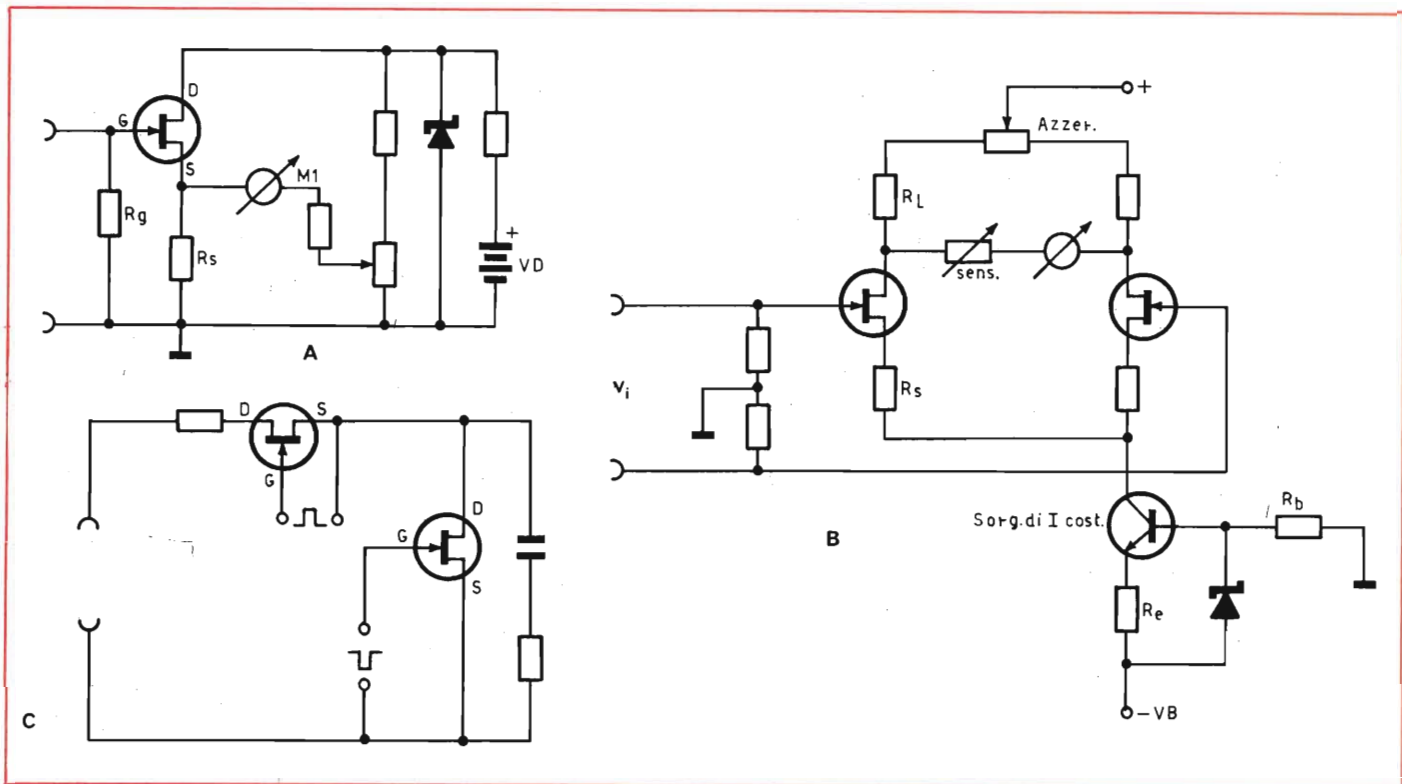 D
G
S
M1
Rg
Rs
+
VD
A
+
Azzer.
RL
sens.
vi
Rs
Sorg.di I cost.
Rb
Re
B
-VB
D
S
G
D
G
S
C